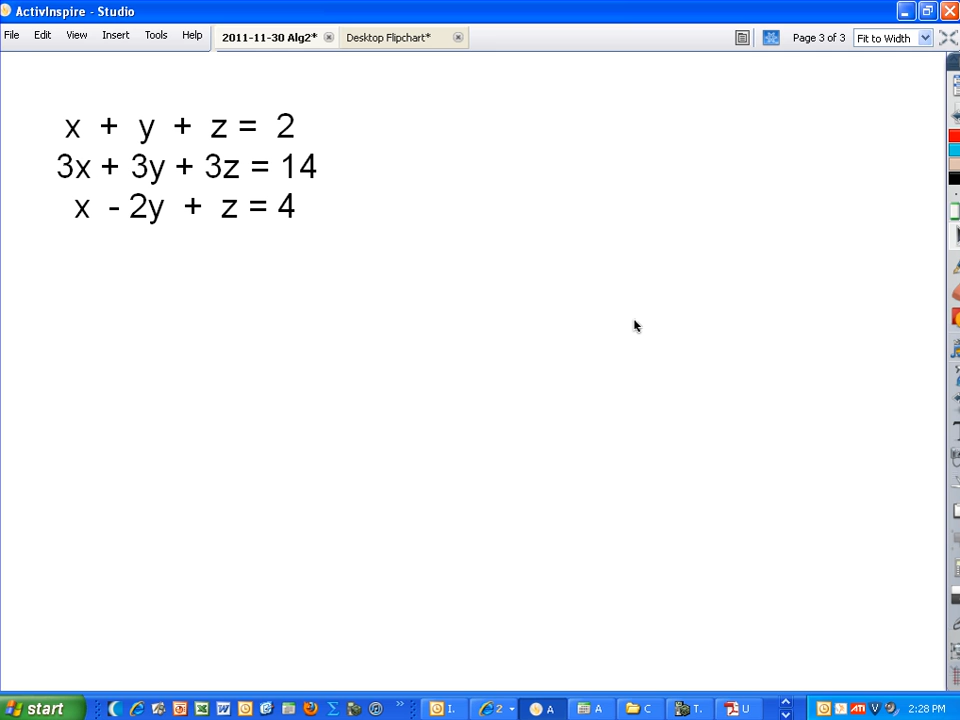 ActivInspire - Studio
File Edit View Insert Tools Help
2011-11-30 Alg2* Desktop Flipchart* Page 3 of 3 Fit to Width
x + y + z = 2
3x + 3y + 3z = 14
x - 2y + z = 4
start I. 2 A A C T. U 2:28 PM